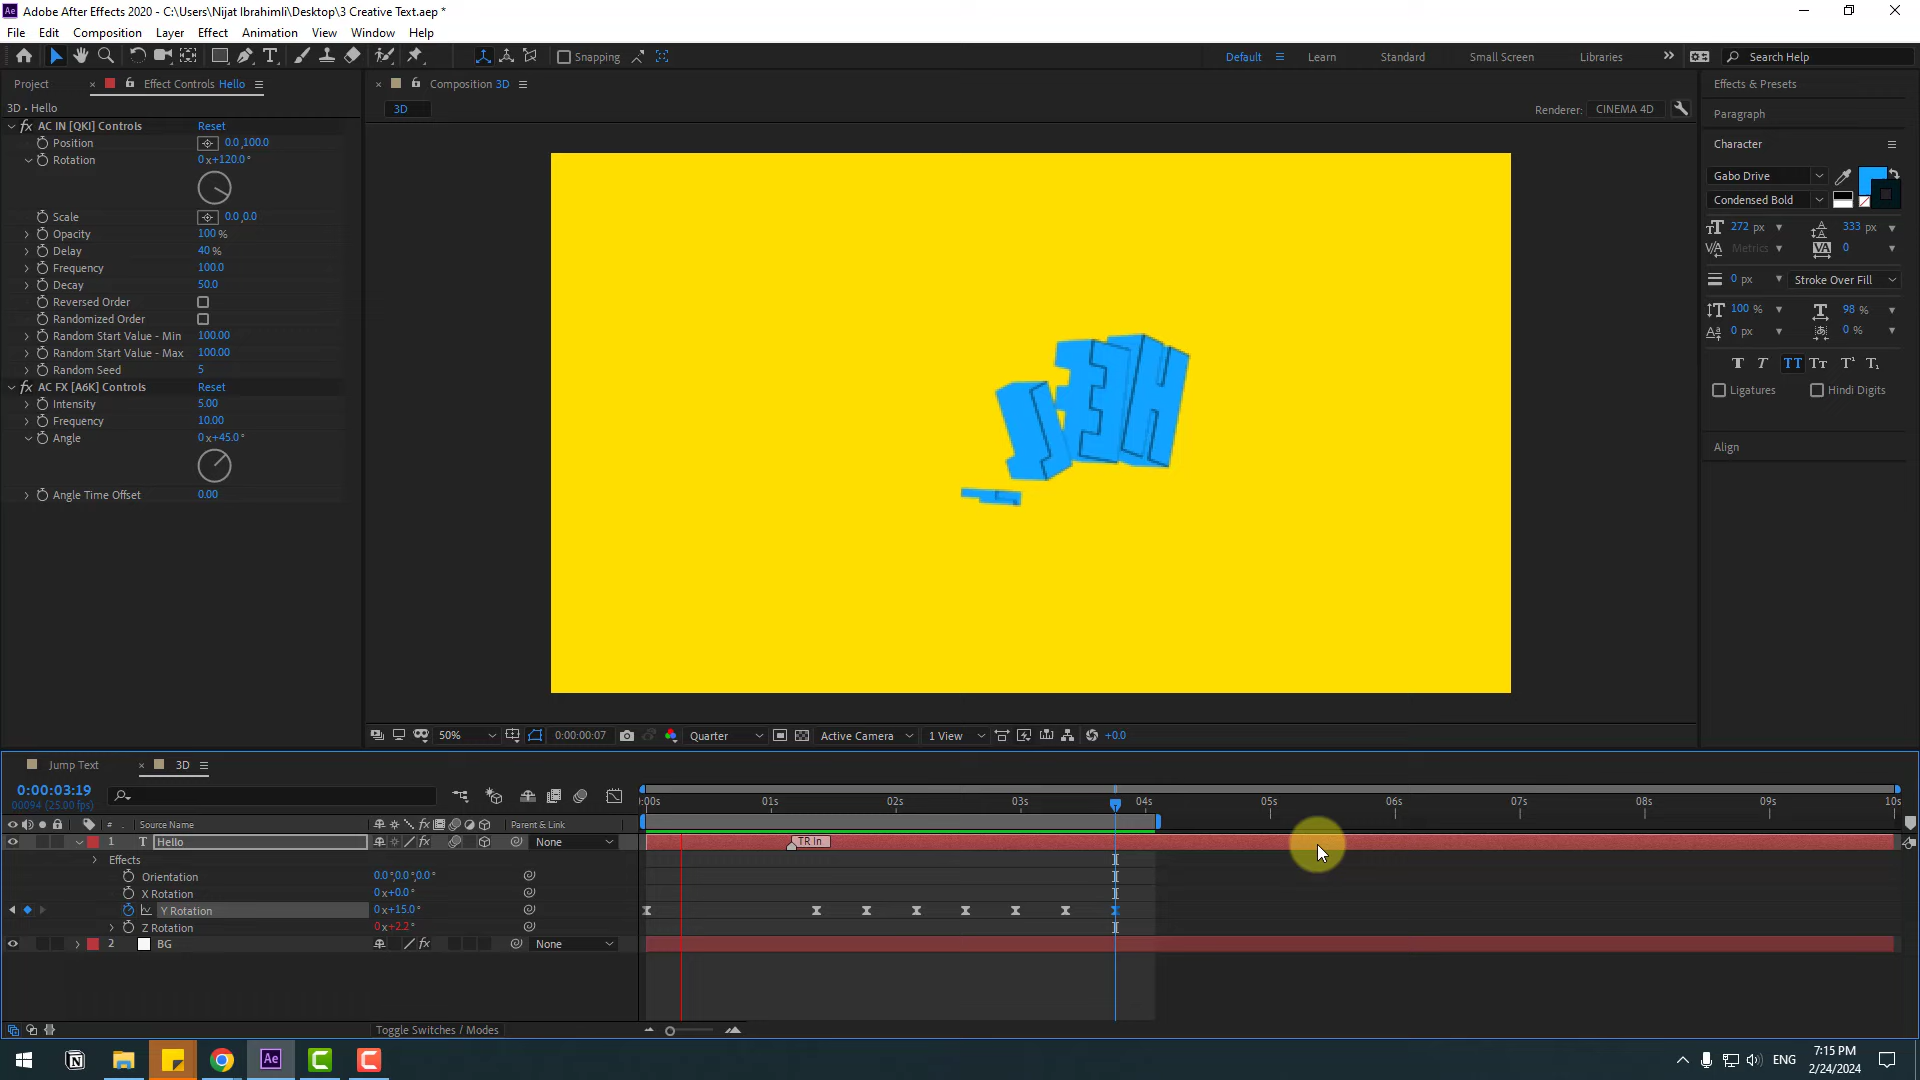 Ae Adobe After Effects 2020 - C:\Users\Nijat Ibrahimli\Desktop\3 Creative Text.aep *
File Edit Composition Layer Effect Animation View Window Help
Snapping Default Learn Standard Small Screen Libraries Search Help
Project Effect Controls Hello Composition 3D Effects & Presets
3D • Hello 3D Renderer: CINEMA 4D
AC IN [QKI] Controls Reset
Position 0.0,100.0
Rotation 0x+120.0°
Scale 0.0,0.0
Opacity 100 %
Delay 40 %
Frequency 100.0
Decay 50.0
Reversed Order
Randomized Order
Random Start Value - Min 100.00
Random Start Value - Max 100.00
Random Seed 5
AC FX [A6K] Controls Reset
Intensity 5.00
Frequency 10.00
Angle 0x+45.0°
Angle Time Offset 0.00
HEL
Paragraph
Character
Gabo Drive
Condensed Bold
272 px 333 px
Metrics 0
0 px Stroke Over Fill
100 % 98 %
0 px 0 %
Ligatures Hindi Digits
Align
50% 0:00:00:07 Quarter Active Camera 1 View +0.0
Jump Text 3D
0:00:03:19
00094 (25.00 fps)
:00s 01s 02s 03s 04s 05s 06s 07s 08s 09s 10s
# Source Name Parent & Link
1 T Hello None TR In
Effects
Orientation 0.0°,0.0°,0.0°
X Rotation 0x+0.0°
Y Rotation 0x+15.0°
Z Rotation 0x+2.2°
2 BG None
Toggle Switches / Modes
Ae ENG 7:15 PM
2/24/2024